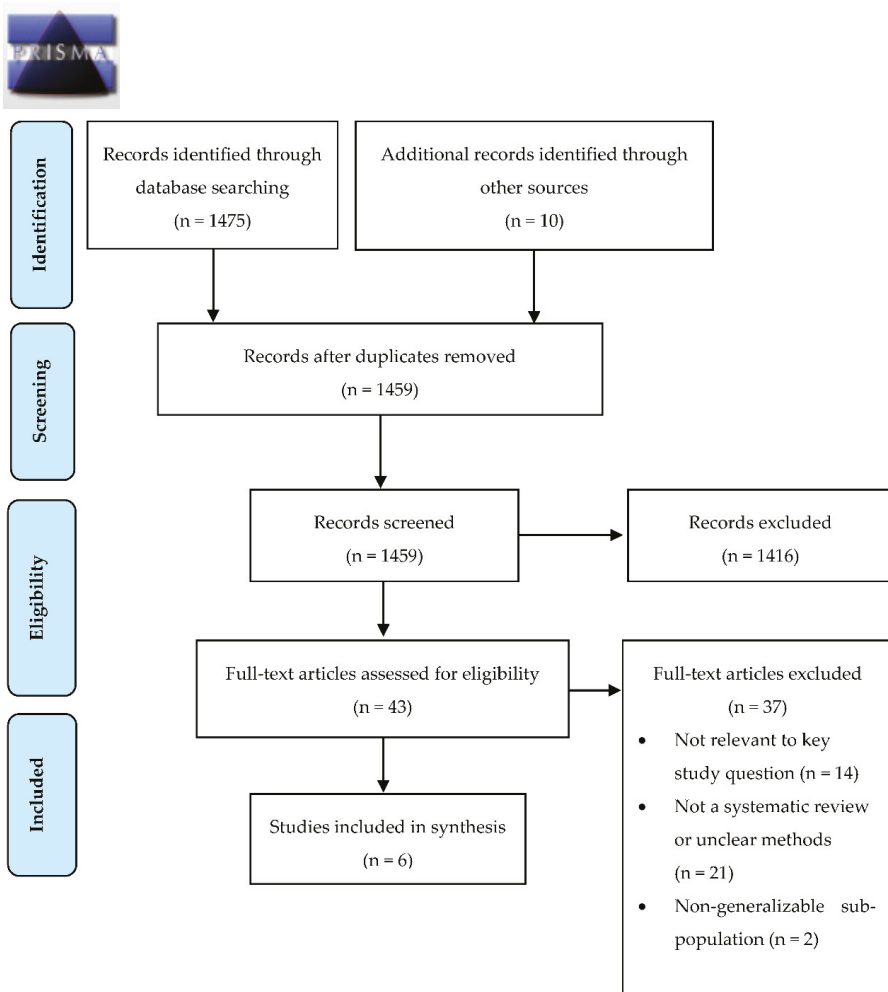 PRISMA
Identification
Records identified through
database searching
(n = 1475)
Additional records identified through
other sources
(n = 10)
Screening
Records after duplicates removed
(n = 1459)
Records screened
(n = 1459)
Records excluded
(n = 1416)
Eligibility
Full-text articles assessed for eligibility
(n = 43)
Full-text articles excluded
(n = 37)
• Not relevant to key
study question (n = 14)
• Not a systematic review
or unclear methods
(n = 21)
• Non-generalizable sub-
population (n = 2)
Included
Studies included in synthesis
(n = 6)